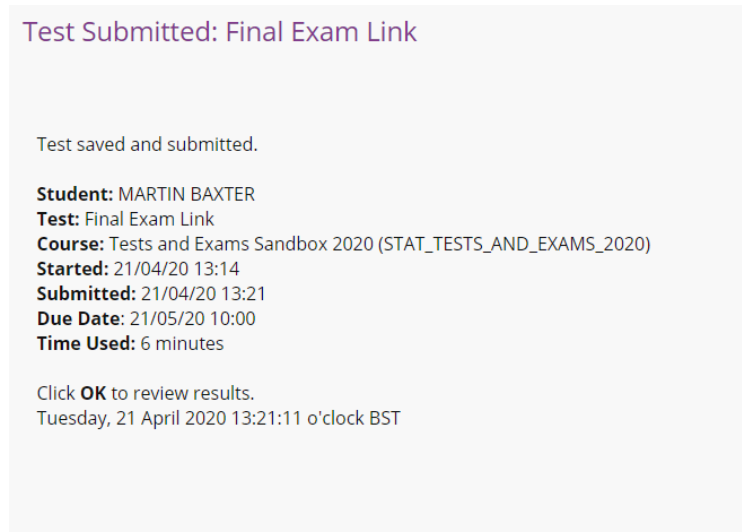 Test Submitted: Final Exam Link
Test saved and submitted.
Student: MARTIN BAXTER
Test: Final Exam Link
Course: Tests and Exams Sandbox 2020 (STAT_TESTS_AND_EXAMS_2020)
Started: 21/04/20 13:14
Submitted: 21/04/20 13:21
Due Date: 21/05/20 10:00
Time Used: 6 minutes
Click OK to review results.
Tuesday, 21 April 2020 13:21:11 o'clock BST